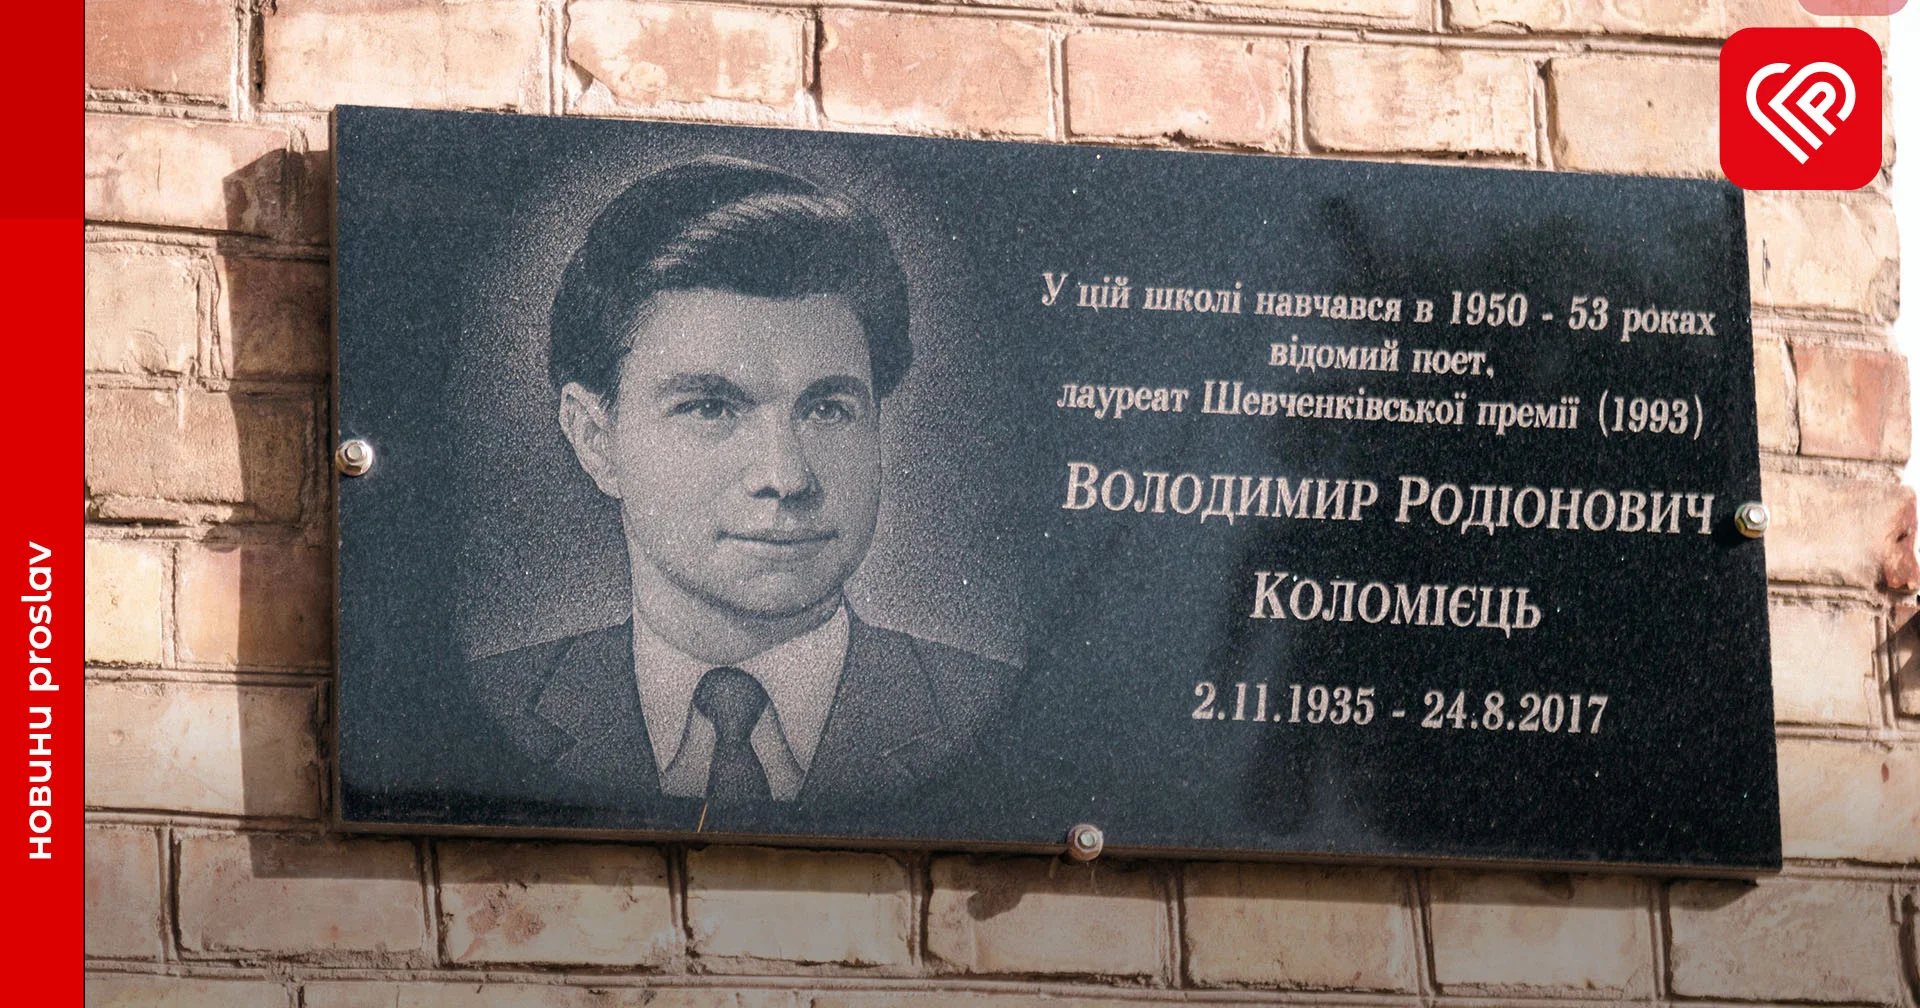 новини proslav
У цій школі навчався в 1950 - 53 роках
відомий поет,
лауреат Шевченківської премії (1993)
ВОЛОДИМИР РОДІОНОВИЧ
КОЛОМІЄЦЬ
2.11.1935 - 24.8.2017